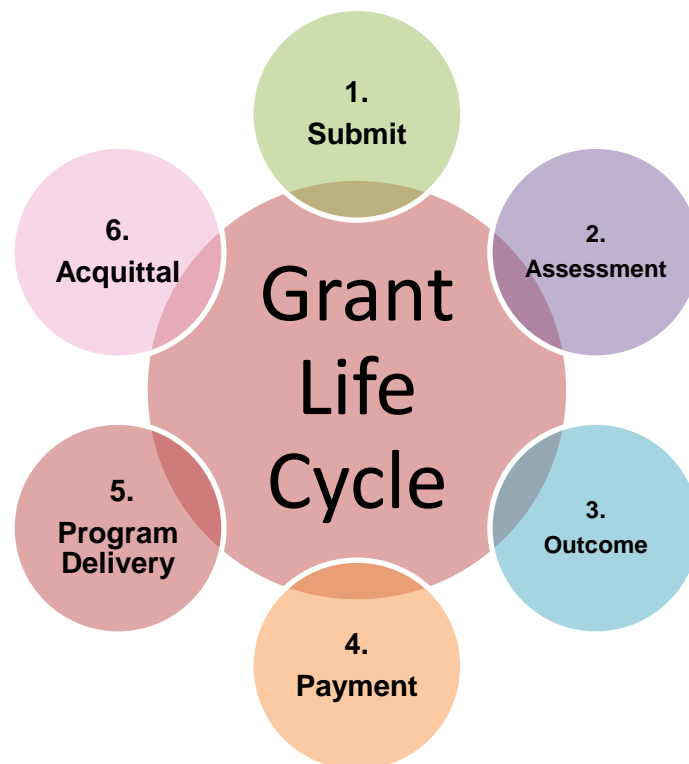 1.
Submit
2.
Assessment
3.
Outcome
4.
Payment
5.
Program
Delivery
6.
Acquittal
Grant
Life
Cycle